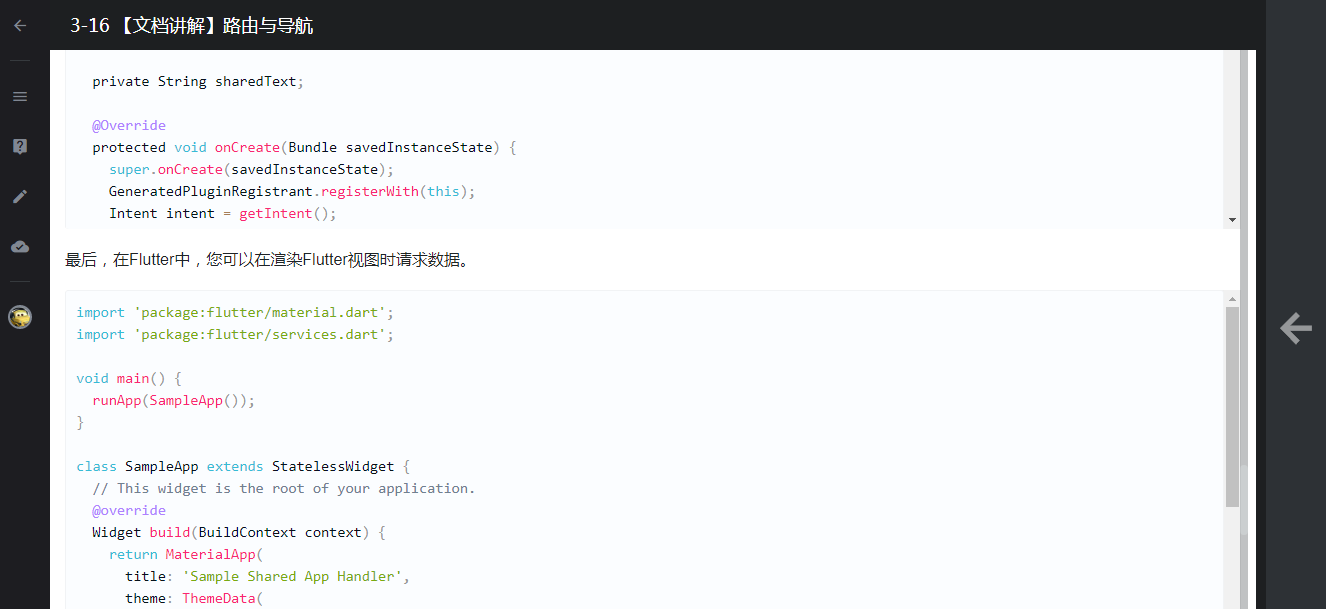 3-16 【文档讲解】路由与导航
private String sharedText;
@Override
protected void onCreate(Bundle savedInstanceState) {
super.onCreate(savedInstanceState);
GeneratedPluginRegistrant.registerWith(this);
Intent intent = getIntent();
最后，在Flutter中，您可以在渲染Flutter视图时请求数据。
import 'package:flutter/material.dart';
import 'package:flutter/services.dart';
void main() {
runApp(SampleApp());
}
class SampleApp extends StatelessWidget {
// This widget is the root of your application.
@override
Widget build(BuildContext context) {
return MaterialApp(
title: 'Sample Shared App Handler',
theme: ThemeData(